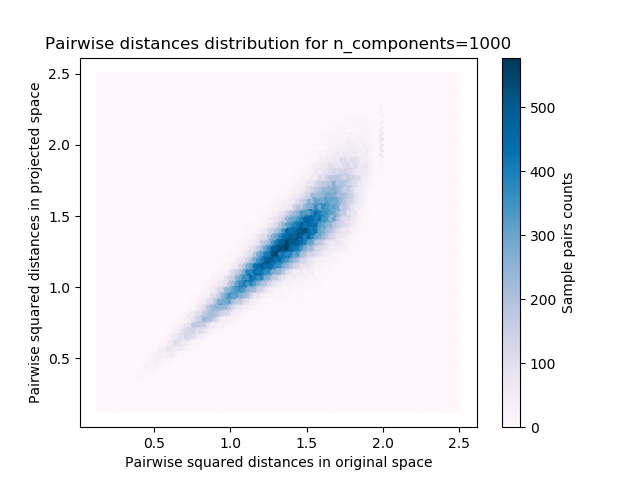 Pairwise distances distribution for n_components=1000
Pairwise squared distances in projected space
2.5
2.0
1.5
1.0
0.5
0.5 1.0 1.5 2.0 2.5
Pairwise squared distances in original space
500
400
300
200
100
0
Sample pairs counts